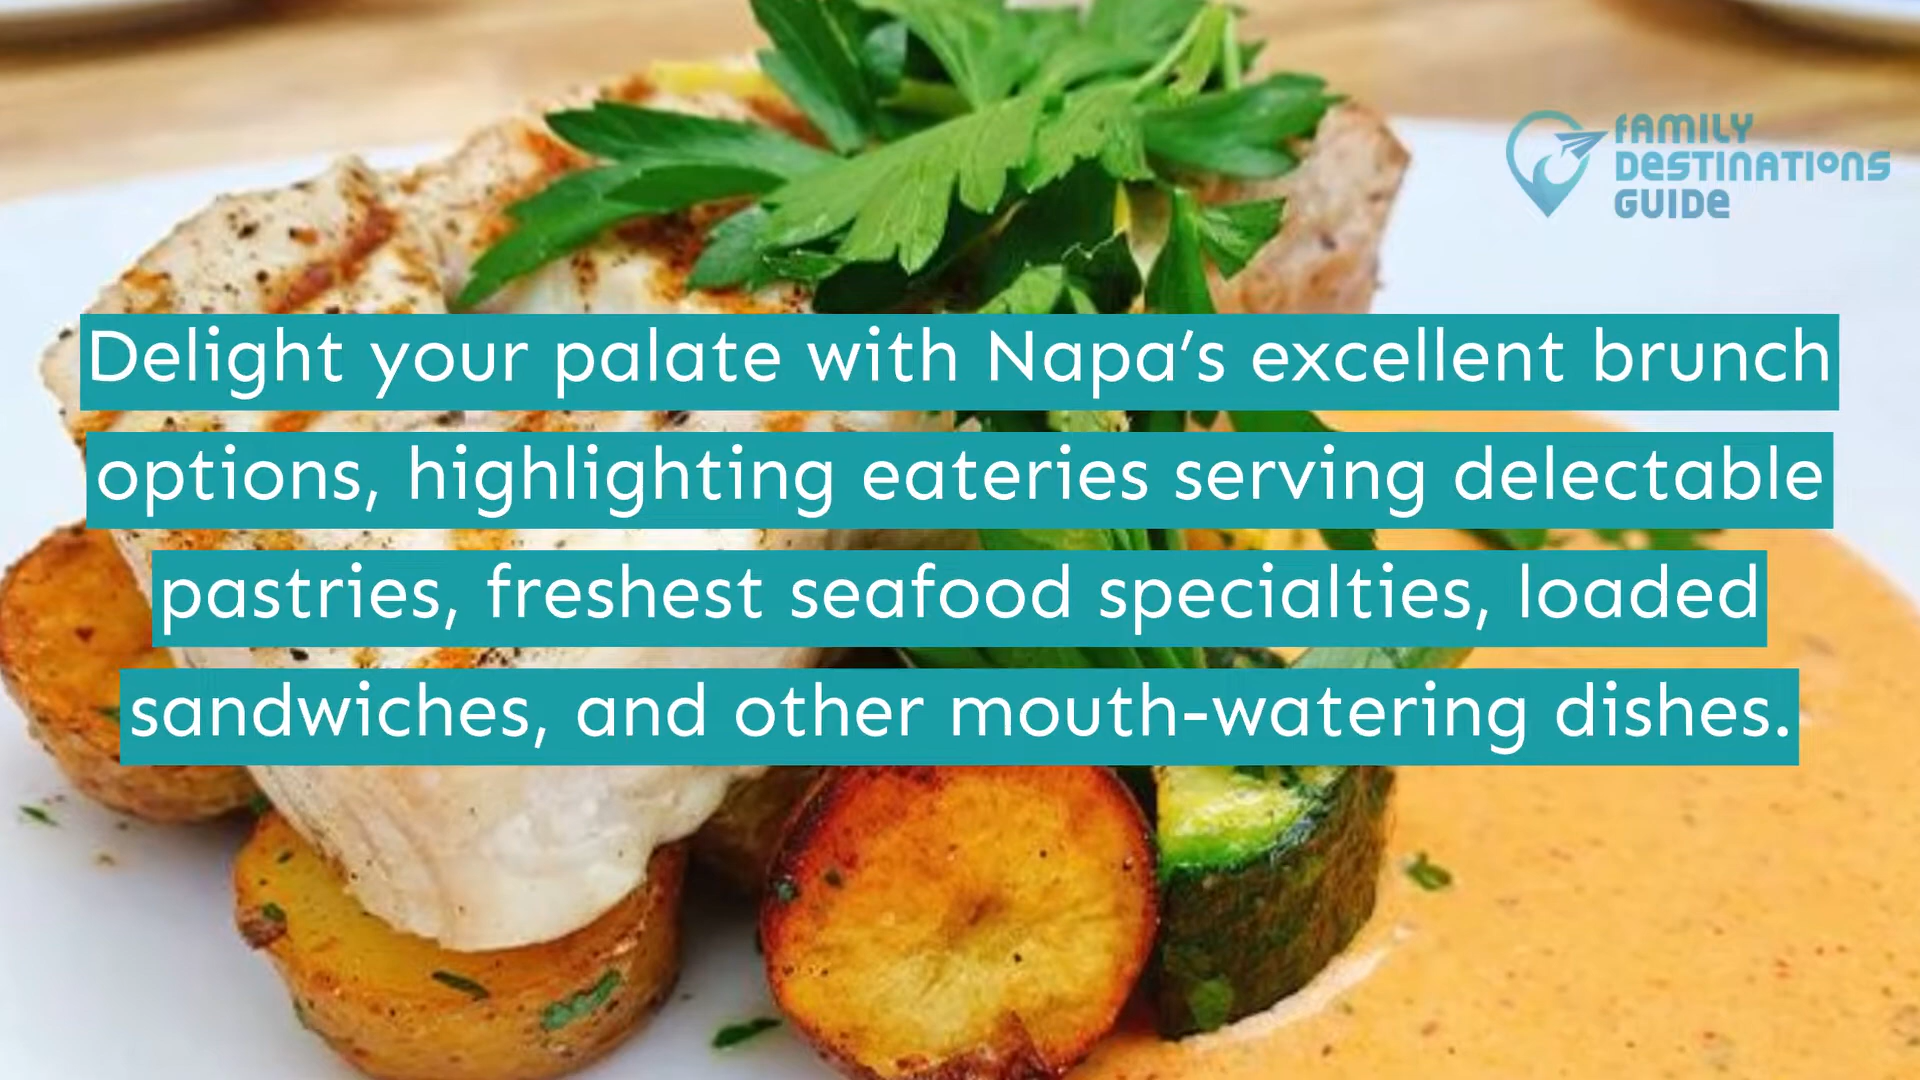 FAMILY
DESTINATIONS
GUIDE
Delight your palate with Napa’s excellent brunch
options, highlighting eateries serving delectable
pastries, freshest seafood specialties, loaded
sandwiches, and other mouth-watering dishes.